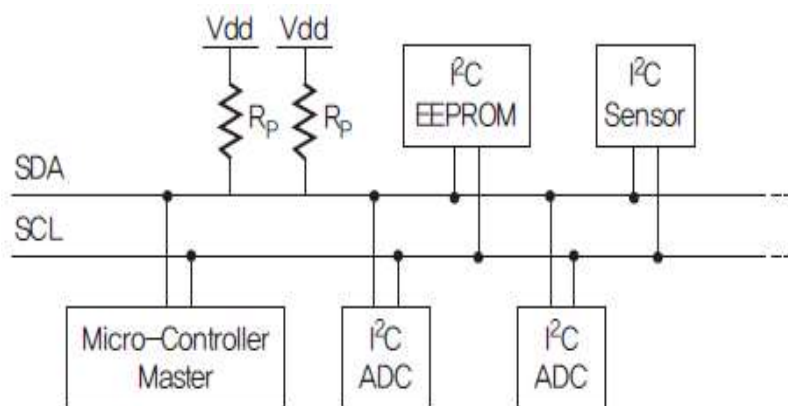 Vdd Vdd
I²C
EEPROM
I²C
Sensor
R_P R_P
SDA
SCL
Micro-Controller
Master
I²C
ADC
I²C
ADC